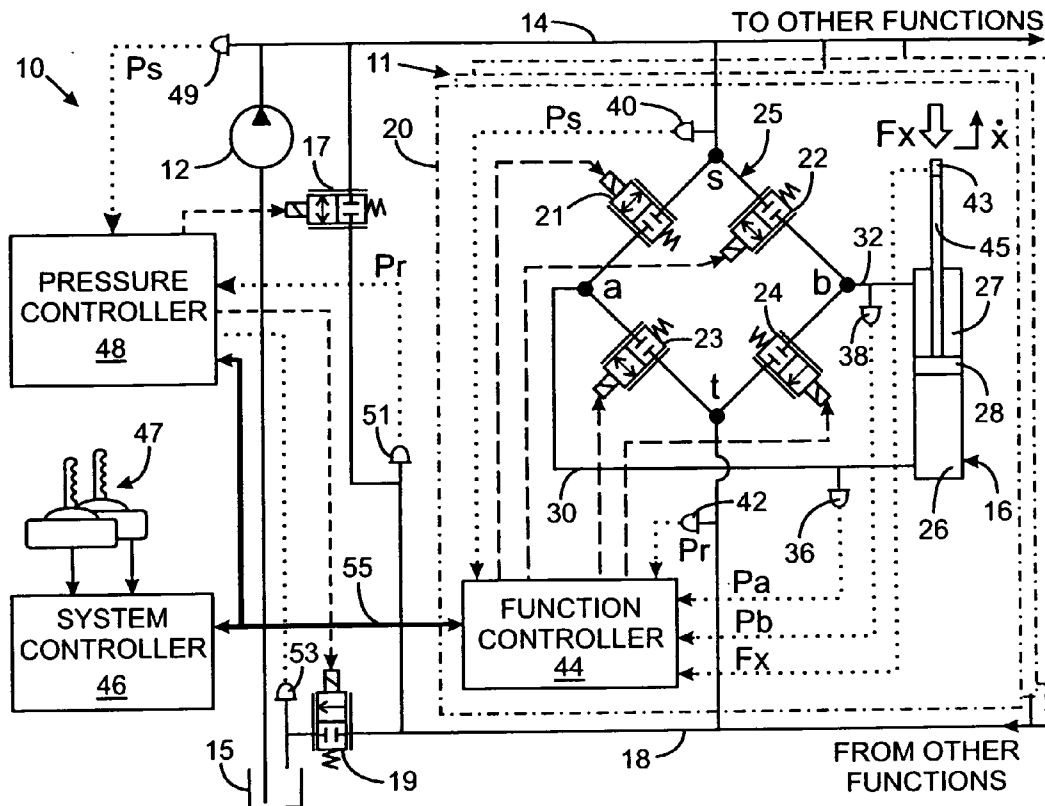 14
TO OTHER FUNCTIONS
10
Ps
49
11
40
Ps
20
25
Fx
ẋ
12
17
s
22
43
21
45
PRESSURE
CONTROLLER
48
Pr
a
b
32
27
24
38
23
28
t
47
51
30
42
26
16
36
Pr
Pa
55
SYSTEM
CONTROLLER
46
FUNCTION
CONTROLLER
44
Pb
Fx
53
15
19
18
FROM OTHER
FUNCTIONS